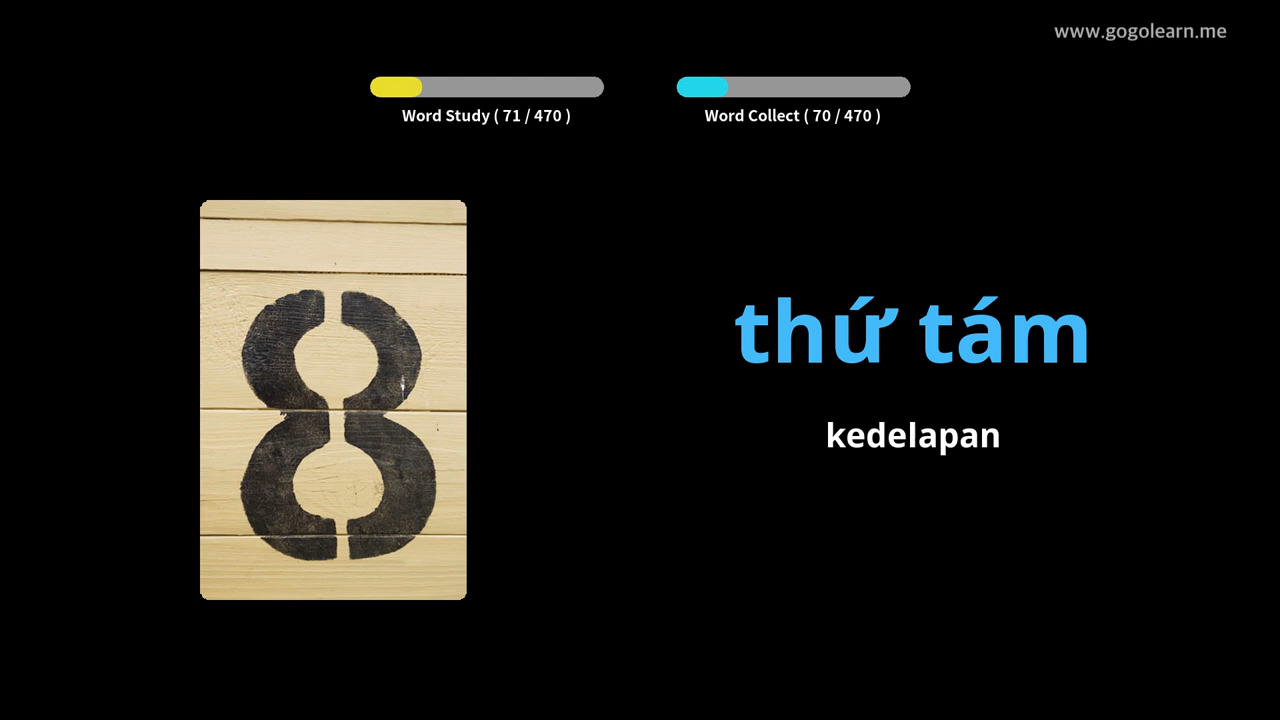 www.gogolearn.me
Word Study ( 71 / 470 )
Word Collect ( 70 / 470 )
8
thứ tám
kedelapan